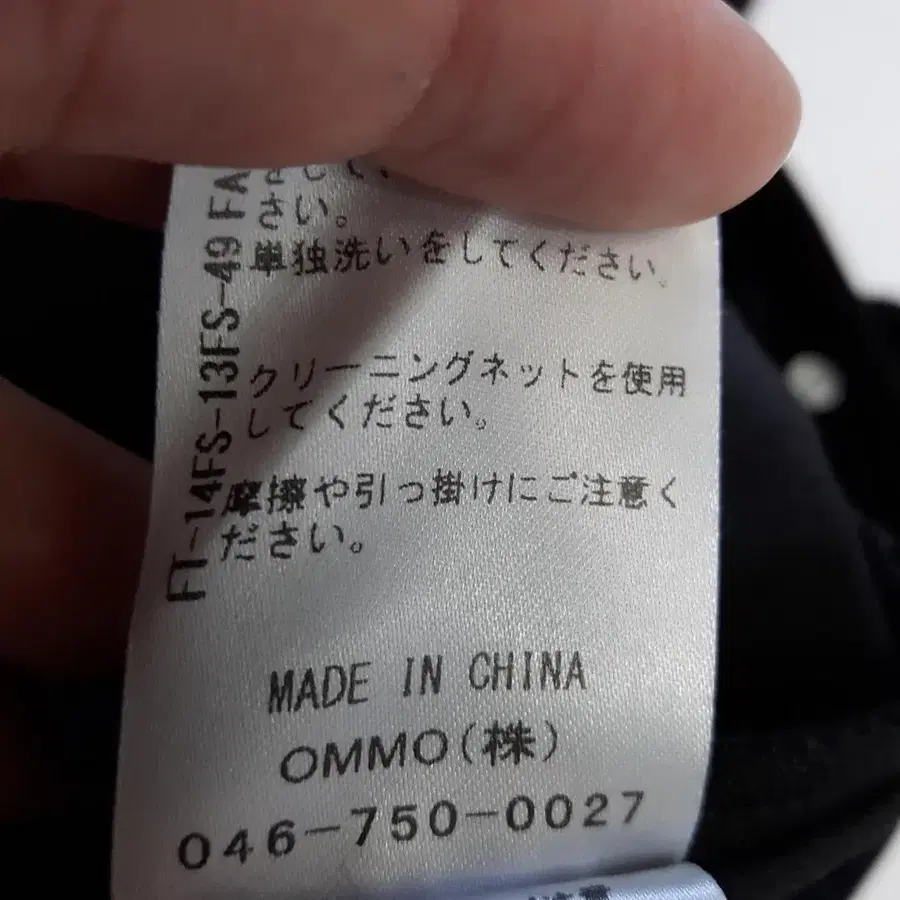 さい。
単独洗いをしてください。
クリーニングネットを使用
してください。
摩擦や引っ掛けにご注意く
ださい。
MADE IN CHINA
OMMO(株)
046-750-0027
FT-14FS-13FS-49 FA